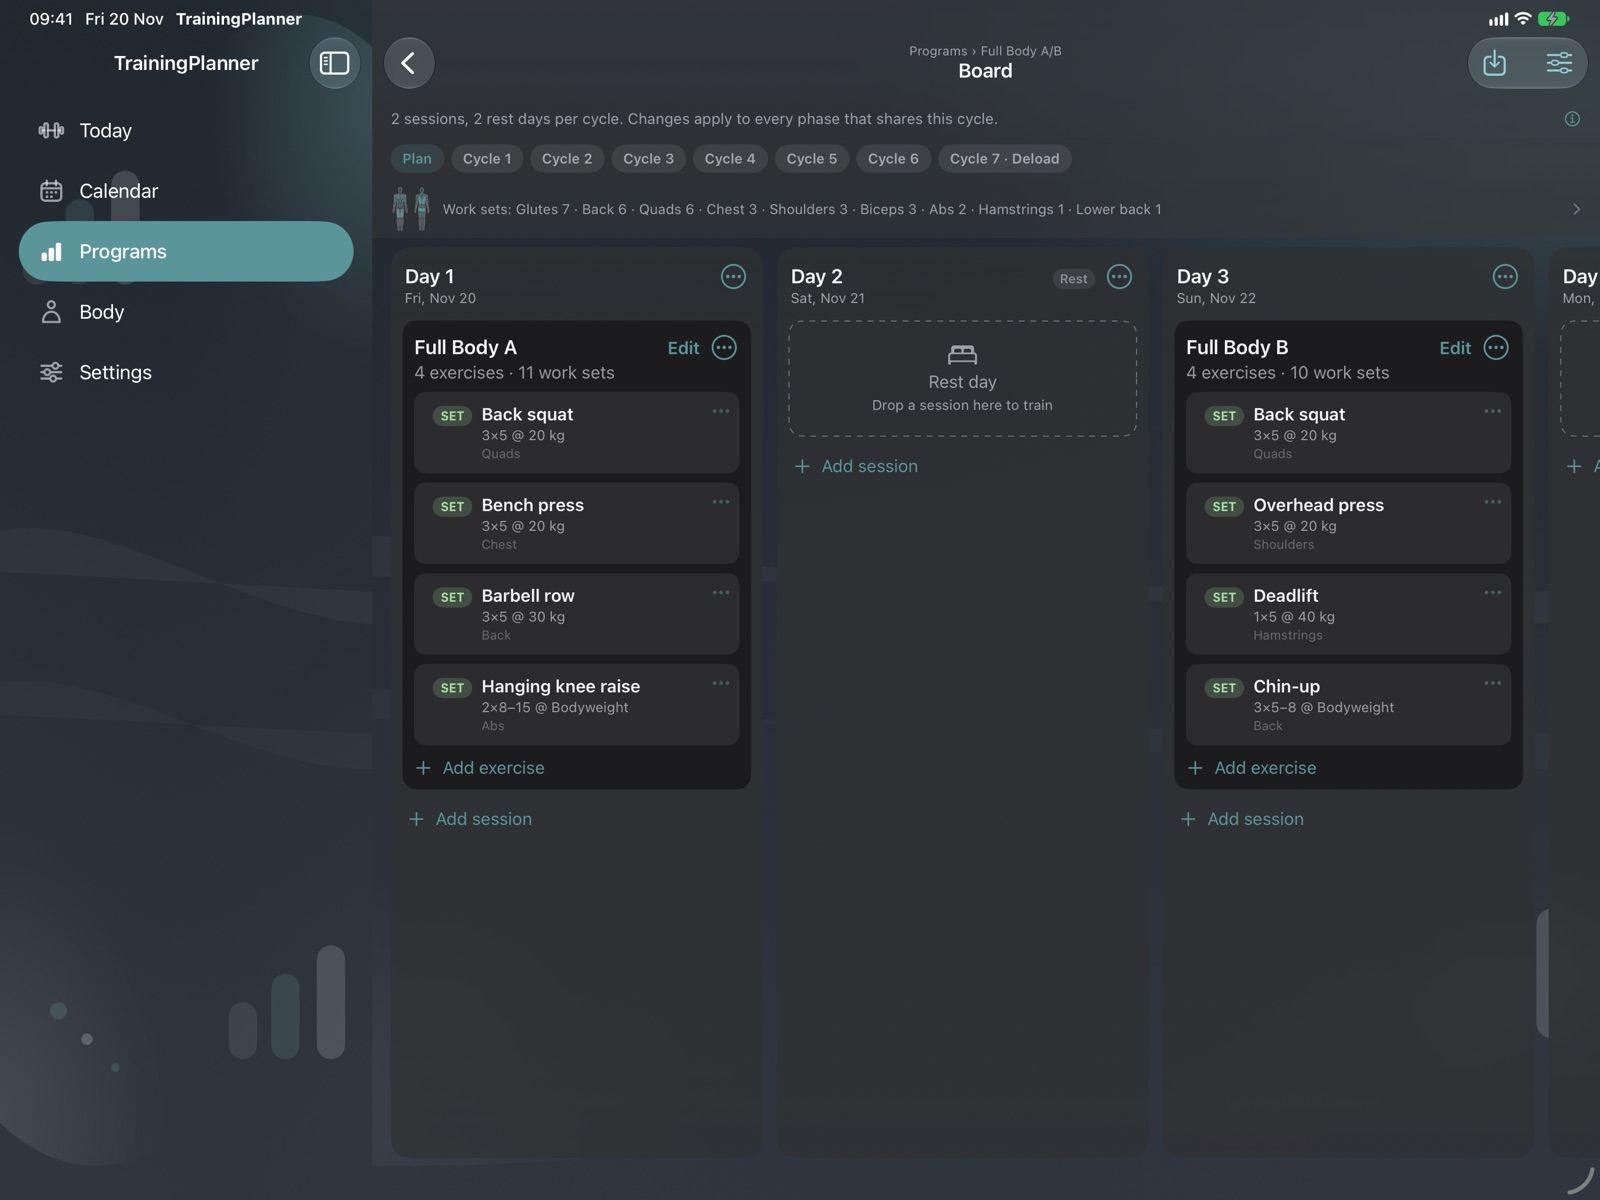 09:41 Fri 20 Nov TrainingPlanner
TrainingPlanner
Today
Calendar
Programs
Body
Settings
Programs › Full Body A/B
Board
2 sessions, 2 rest days per cycle. Changes apply to every phase that shares this cycle.
Plan Cycle 1 Cycle 2 Cycle 3 Cycle 4 Cycle 5 Cycle 6 Cycle 7 · Deload
Work sets: Glutes 7 · Back 6 · Quads 6 · Chest 3 · Shoulders 3 · Biceps 3 · Abs 2 · Hamstrings 1 · Lower back 1
Day 1
Fri, Nov 20
Full Body A Edit
4 exercises · 11 work sets
SET Back squat
3×5 @ 20 kg
Quads
SET Bench press
3×5 @ 20 kg
Chest
SET Barbell row
3×5 @ 30 kg
Back
SET Hanging knee raise
2×8–15 @ Bodyweight
Abs
+ Add exercise
+ Add session
Day 2 Rest
Sat, Nov 21
Rest day
Drop a session here to train
+ Add session
Day 3
Sun, Nov 22
Full Body B Edit
4 exercises · 10 work sets
SET Back squat
3×5 @ 20 kg
Quads
SET Overhead press
3×5 @ 20 kg
Shoulders
SET Deadlift
1×5 @ 40 kg
Hamstrings
SET Chin-up
3×5–8 @ Bodyweight
Back
+ Add exercise
+ Add session
Day
Mon,
+